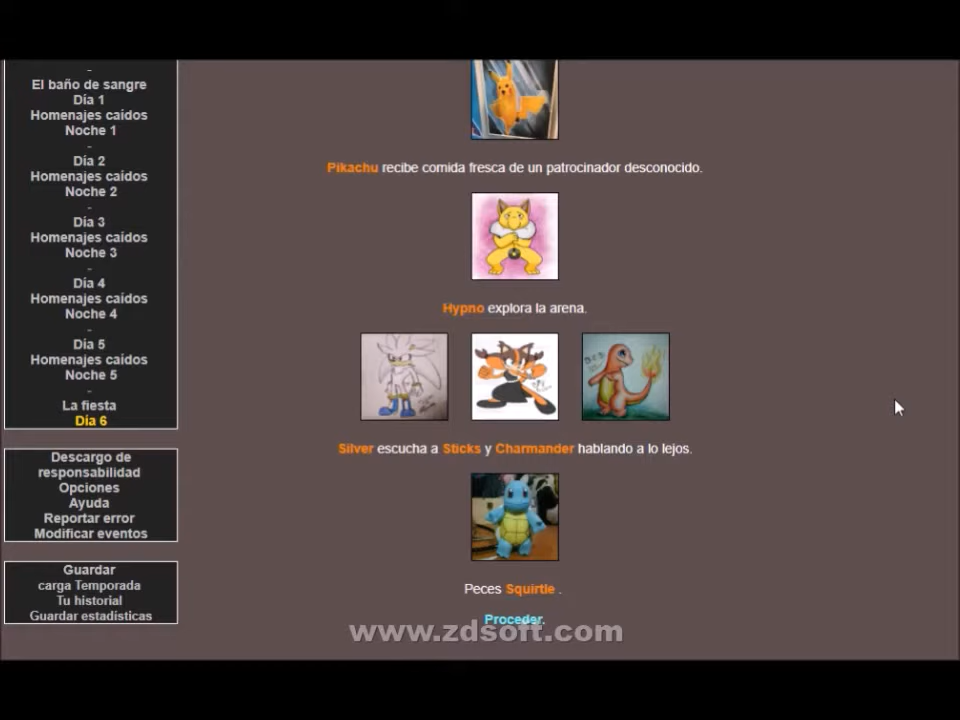 -
El baño de sangre
Día 1
Homenajes caídos
Noche 1
-
Día 2
Homenajes caídos
Noche 2
-
Día 3
Homenajes caídos
Noche 3
-
Día 4
Homenajes caídos
Noche 4
-
Día 5
Homenajes caídos
Noche 5
-
La fiesta
Día 6
Descargo de
responsabilidad
Opciones
Ayuda
Reportar error
Modificar eventos
Guardar
carga Temporada
Tu historial
Guardar estadísticas
Pikachu recibe comida fresca de un patrocinador desconocido.
Hypno explora la arena.
Silver escucha a Sticks y Charmander hablando a lo lejos.
Peces Squirtle .
Proceder.
www.zdsoft.com